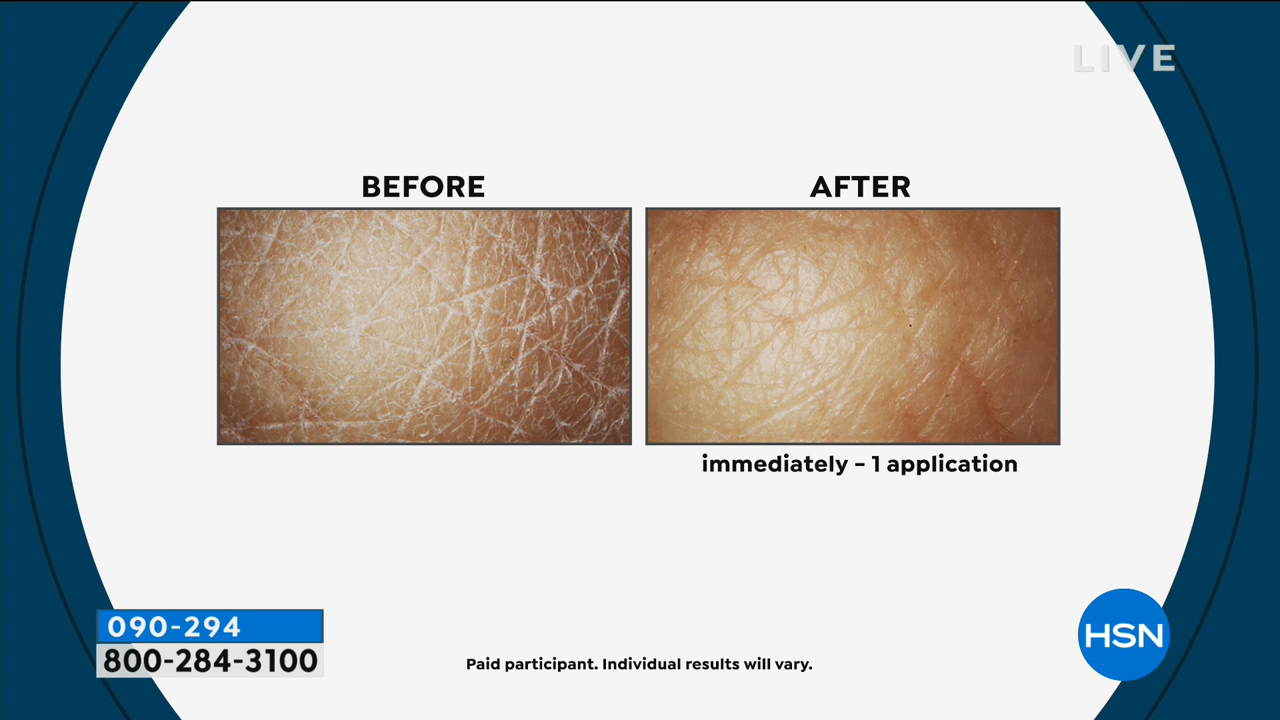 LIVE
BEFORE
AFTER
immediately - 1 application
090-294
800-284-3100
Paid participant. Individual results will vary.
HSN